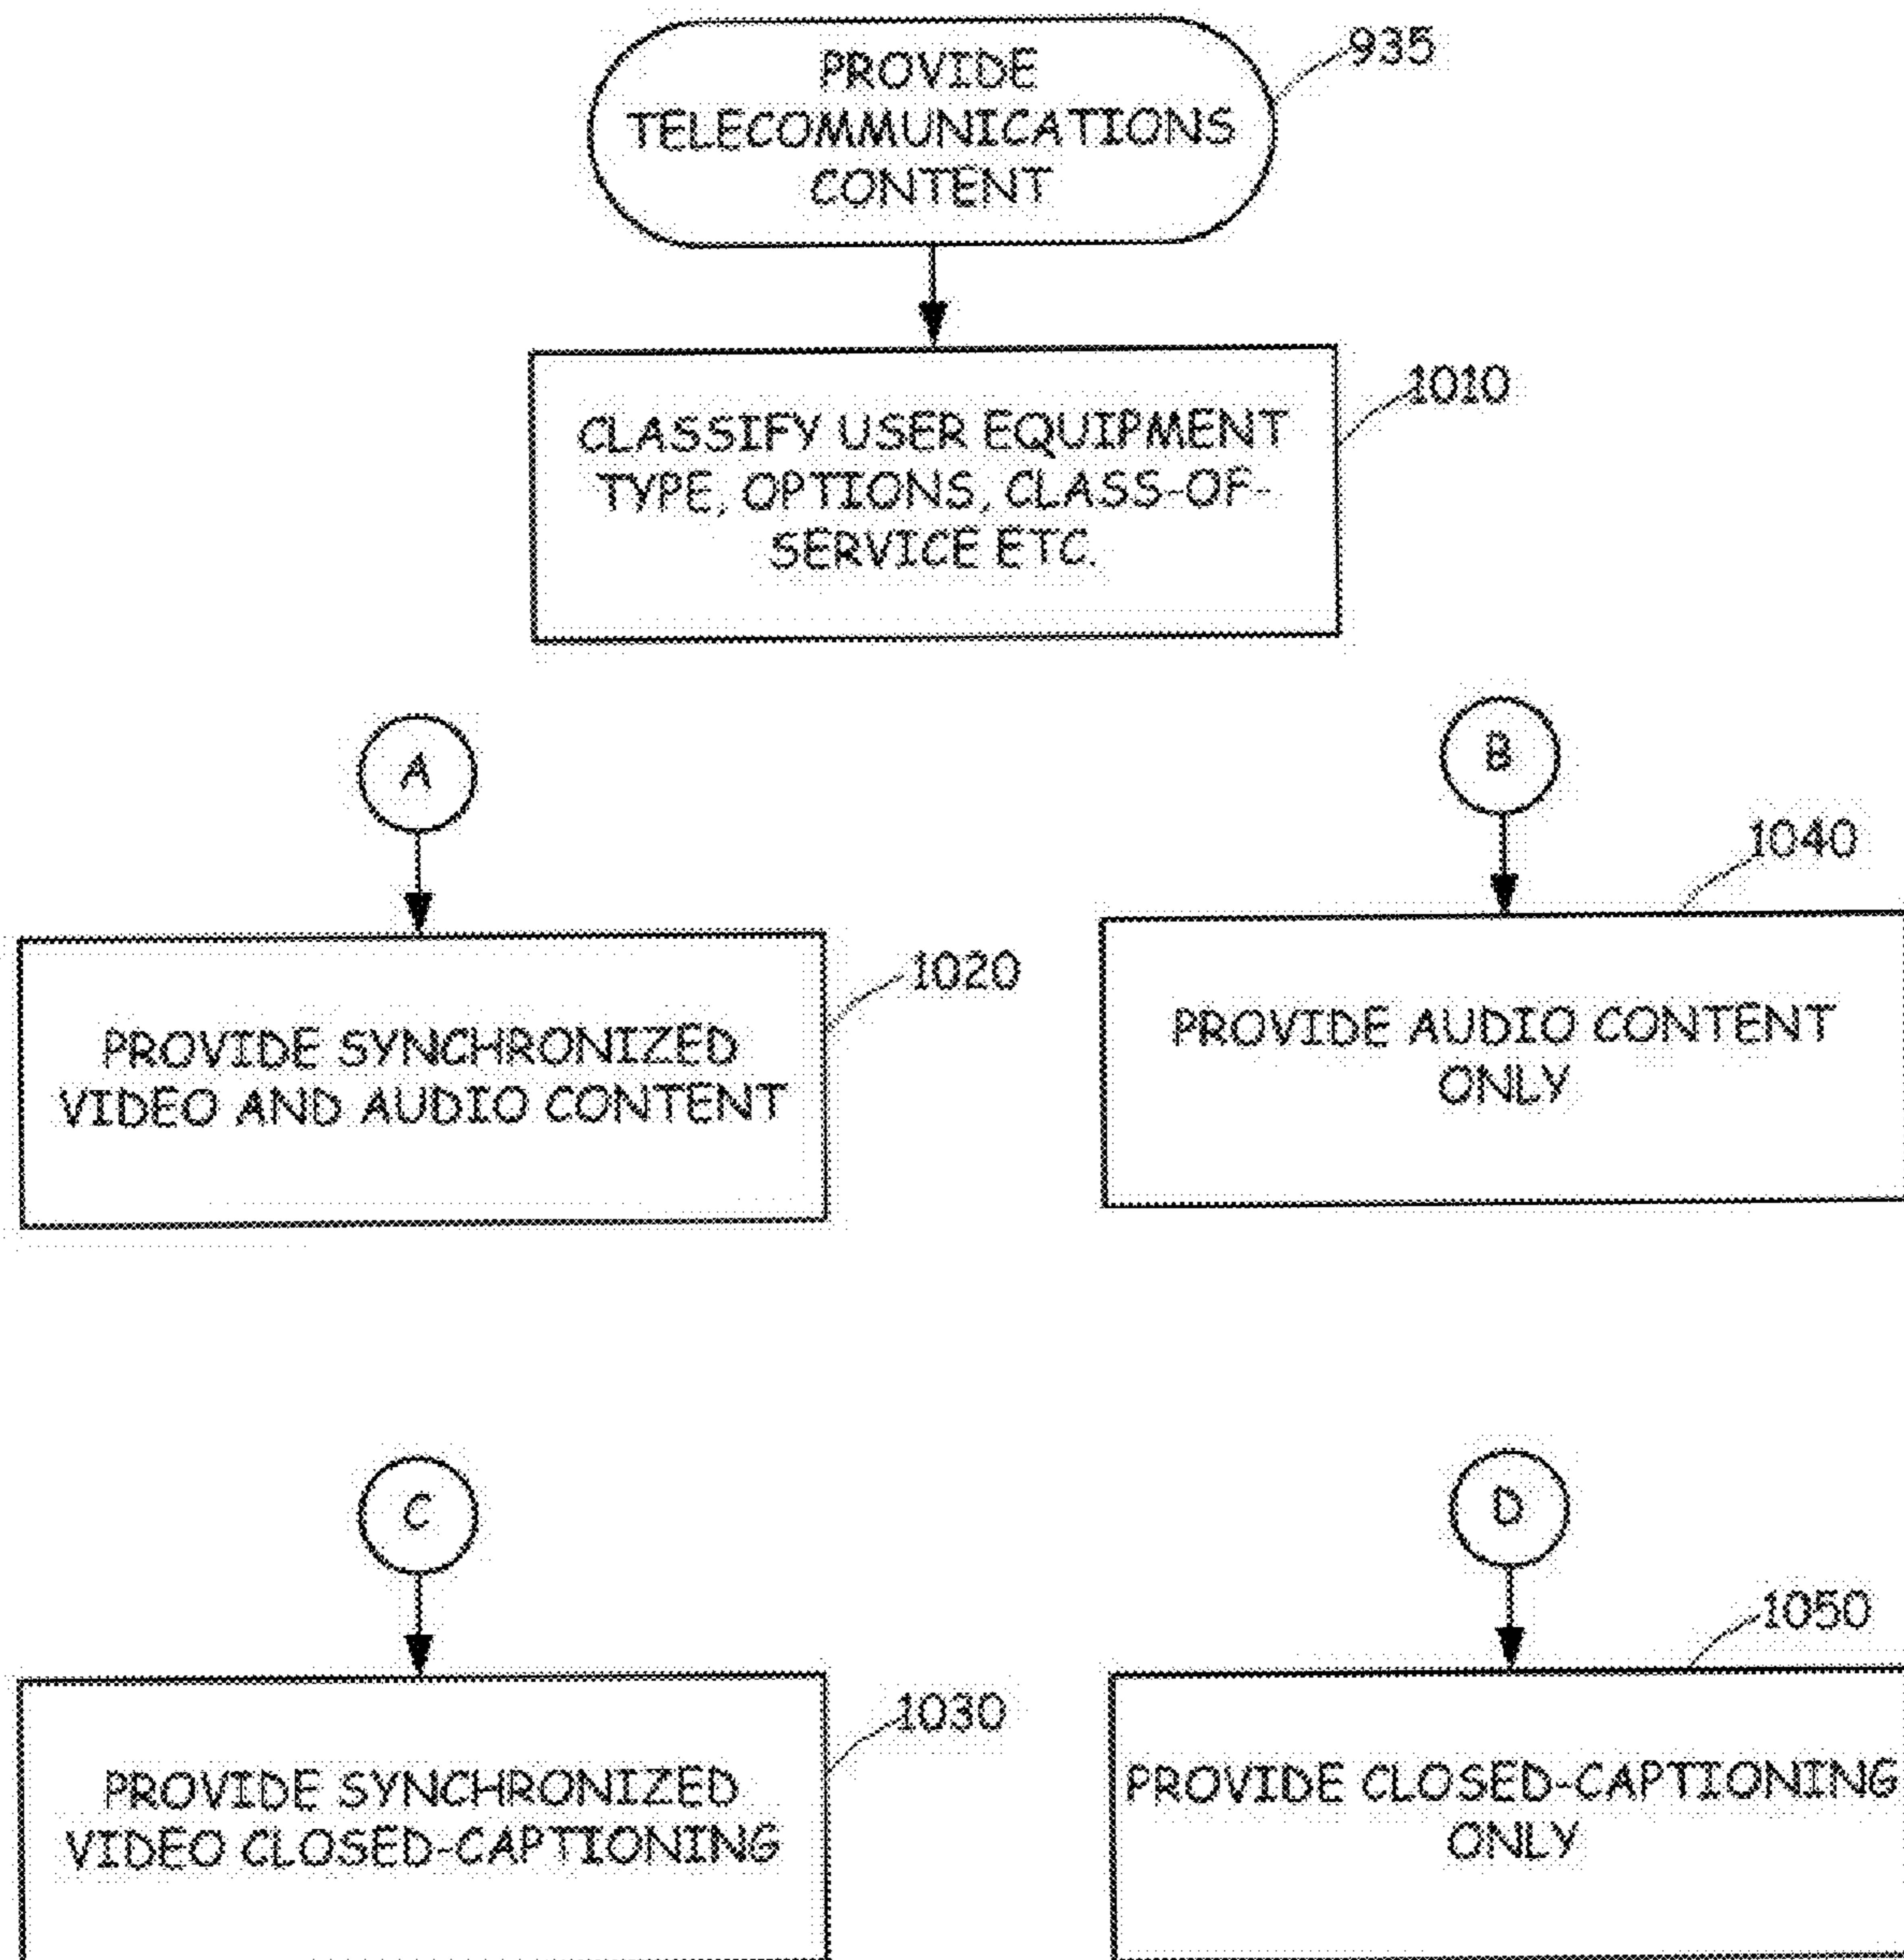 PROVIDE
TELECOMMUNICATIONS
CONTENT
935
CLASSIFY USER EQUIPMENT
TYPE, OPTIONS, CLASS-OF-
SERVICE ETC.
1010
A
PROVIDE SYNCHRONIZED
VIDEO AND AUDIO CONTENT
1020
B
PROVIDE AUDIO CONTENT
ONLY
1040
C
PROVIDE SYNCHRONIZED
VIDEO CLOSED-CAPTIONING
1030
D
PROVIDE CLOSED-CAPTIONING
ONLY
1050